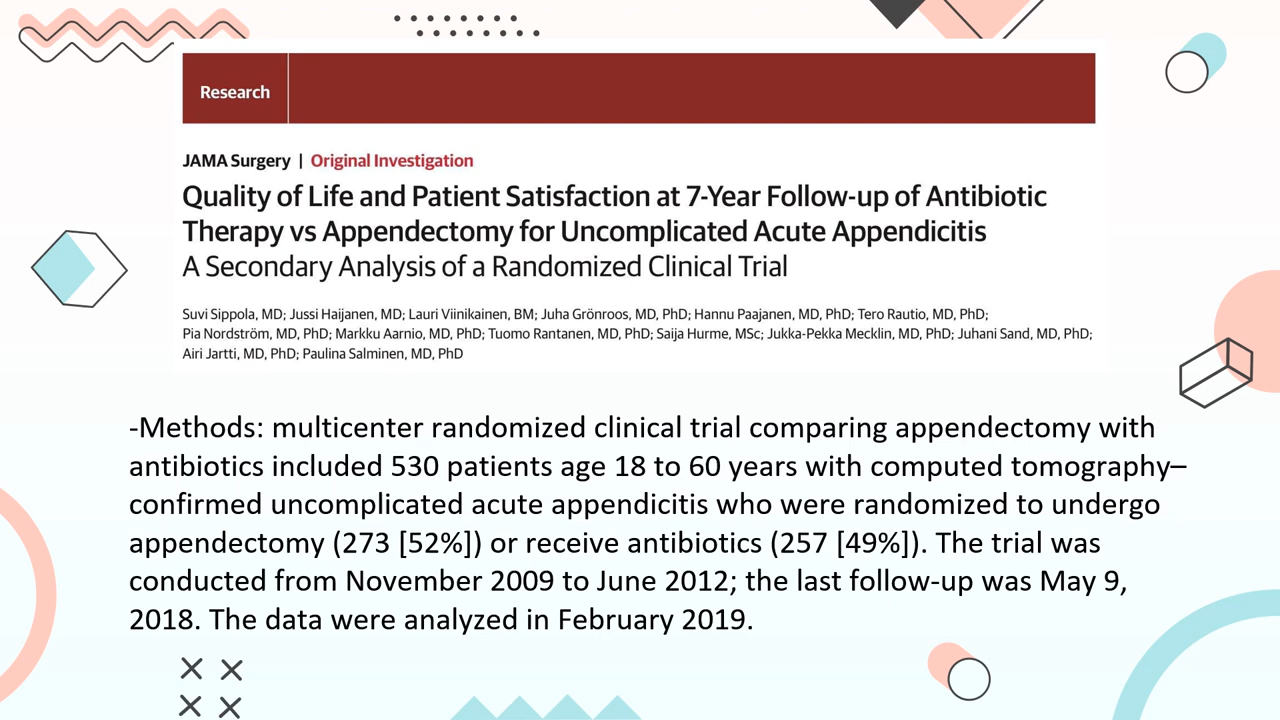 Research
JAMA Surgery | Original Investigation
Quality of Life and Patient Satisfaction at 7-Year Follow-up of Antibiotic
Therapy vs Appendectomy for Uncomplicated Acute Appendicitis
A Secondary Analysis of a Randomized Clinical Trial
Suvi Sippola, MD; Jussi Haijanen, MD; Lauri Viinikainen, BM; Juha Grönroos, MD, PhD; Hannu Paajanen, MD, PhD; Tero Rautio, MD, PhD;
Pia Nordström, MD, PhD; Markku Aarnio, MD, PhD; Tuomo Rantanen, MD, PhD; Saija Hurme, MSc; Jukka-Pekka Mecklin, MD, PhD; Juhani Sand, MD, PhD;
Airi Jartti, MD, PhD; Paulina Salminen, MD, PhD
-Methods: multicenter randomized clinical trial comparing appendectomy with
antibiotics included 530 patients age 18 to 60 years with computed tomography–
confirmed uncomplicated acute appendicitis who were randomized to undergo
appendectomy (273 [52%]) or receive antibiotics (257 [49%]). The trial was
conducted from November 2009 to June 2012; the last follow-up was May 9,
2018. The data were analyzed in February 2019.